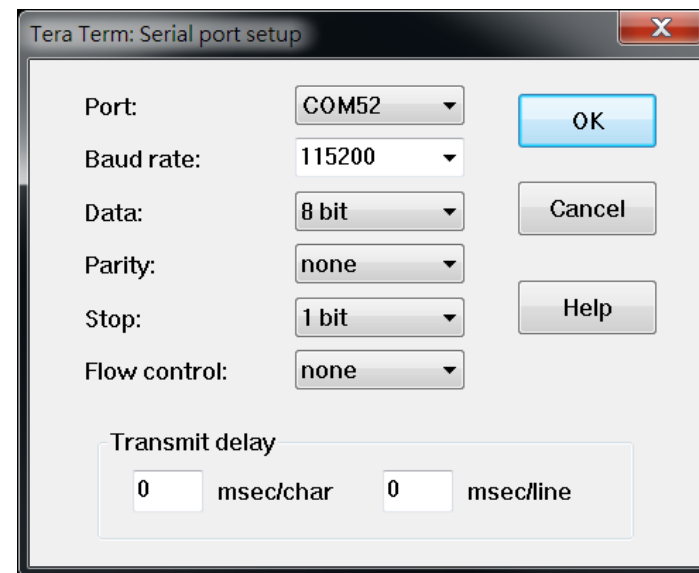 Tera Term: Serial port setup
Port: COM52 OK
Baud rate: 115200
Data: 8 bit Cancel
Parity: none
Stop: 1 bit Help
Flow control: none
Transmit delay
0 msec/char 0 msec/line